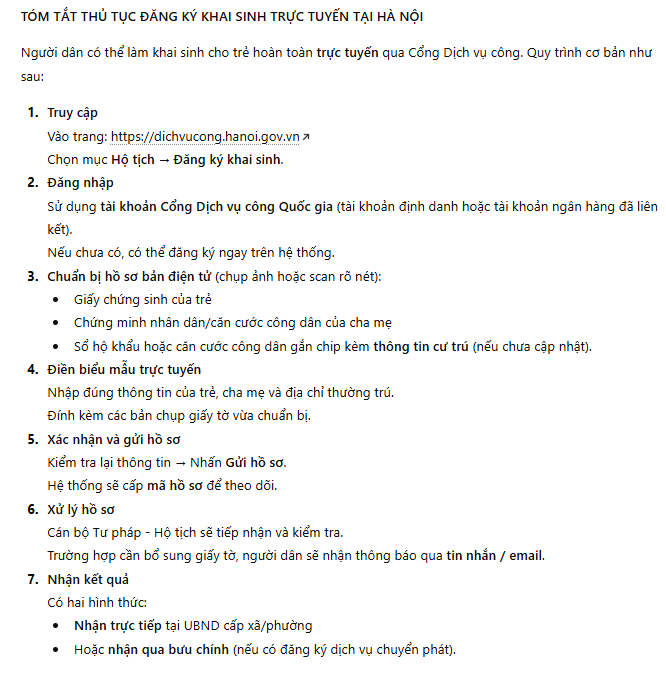 TÓM TẮT THỦ TỤC ĐĂNG KÝ KHAI SINH TRỰC TUYẾN TẠI HÀ NỘI
Người dân có thể làm khai sinh cho trẻ hoàn toàn trực tuyến qua Cổng Dịch vụ công. Quy trình cơ bản như
sau:
1. Truy cập
Vào trang: https://dichvucong.hanoi.gov.vn↗
Chọn mục Hộ tịch → Đăng ký khai sinh.
2. Đăng nhập
Sử dụng tài khoản Cổng Dịch vụ công Quốc gia (tài khoản định danh hoặc tài khoản ngân hàng đã liên
kết).
Nếu chưa có, có thể đăng ký ngay trên hệ thống.
3. Chuẩn bị hồ sơ bản điện tử (chụp ảnh hoặc scan rõ nét):
• Giấy chứng sinh của trẻ
• Chứng minh nhân dân/căn cước công dân của cha mẹ
• Sổ hộ khẩu hoặc căn cước công dân gắn chip kèm thông tin cư trú (nếu chưa cập nhật).
4. Điền biểu mẫu trực tuyến
Nhập đúng thông tin của trẻ, cha mẹ và địa chỉ thường trú.
Đính kèm các bản chụp giấy tờ vừa chuẩn bị.
5. Xác nhận và gửi hồ sơ
Kiểm tra lại thông tin → Nhấn Gửi hồ sơ.
Hệ thống sẽ cấp mã hồ sơ để theo dõi.
6. Xử lý hồ sơ
Cán bộ Tư pháp - Hộ tịch sẽ tiếp nhận và kiểm tra.
Trường hợp cần bổ sung giấy tờ, người dân sẽ nhận thông báo qua tin nhắn / email.
7. Nhận kết quả
Có hai hình thức:
• Nhận trực tiếp tại UBND cấp xã/phường
• Hoặc nhận qua bưu chính (nếu có đăng ký dịch vụ chuyển phát).